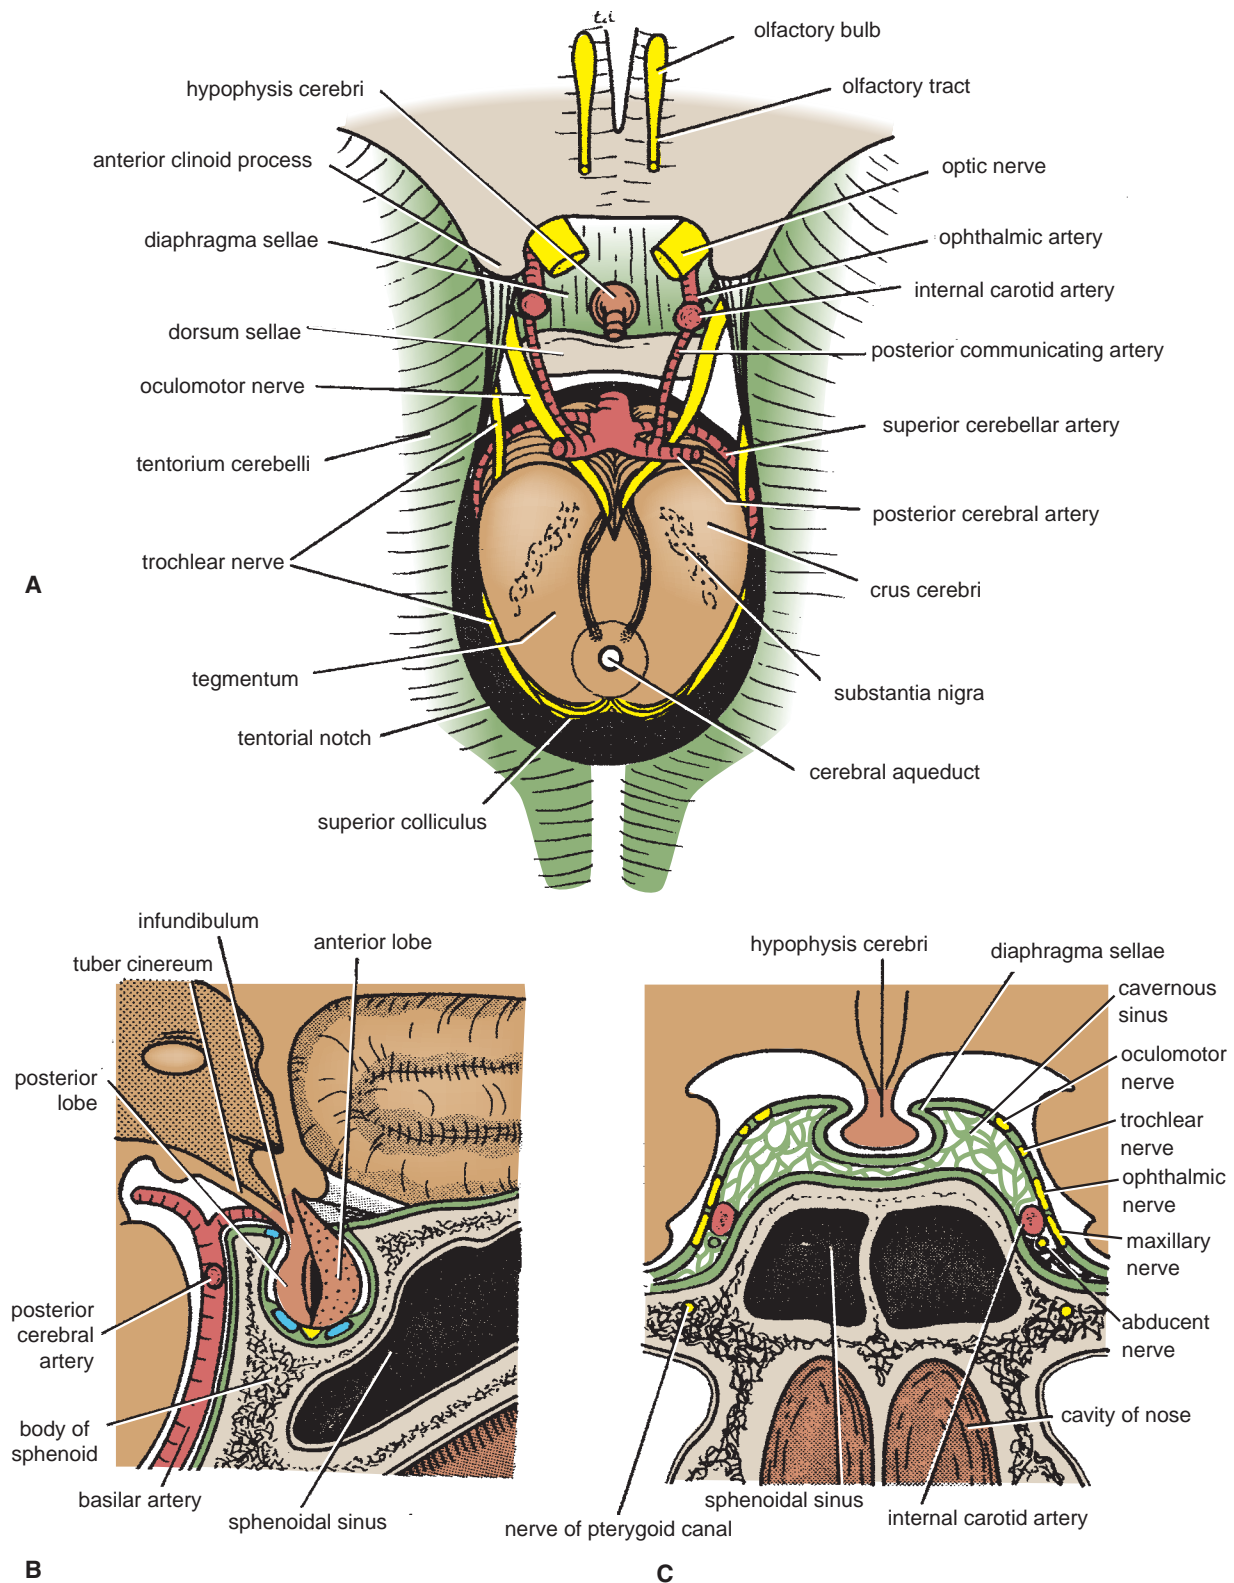 olfactory bulb
hypophysis cerebri
olfactory tract
anterior clinoid process
optic nerve
diaphragma sellae
ophthalmic artery
internal carotid artery
dorsum sellae
posterior communicating artery
oculomotor nerve
superior cerebellar artery
tentorium cerebelli
posterior cerebral artery
trochlear nerve
A
crus cerebri
tegmentum
substantia nigra
tentorial notch
cerebral aqueduct
superior colliculus
infundibulum
anterior lobe
tuber cinereum
posterior
lobe
posterior
cerebral
artery
body of
sphenoid
basilar artery
sphenoidal sinus
B
hypophysis cerebri
diaphragma sellae
cavernous
sinus
oculomotor
nerve
trochlear
nerve
ophthalmic
nerve
maxillary
nerve
abducent
nerve
cavity of nose
sphenoidal sinus
internal carotid artery
nerve of pterygoid canal
C